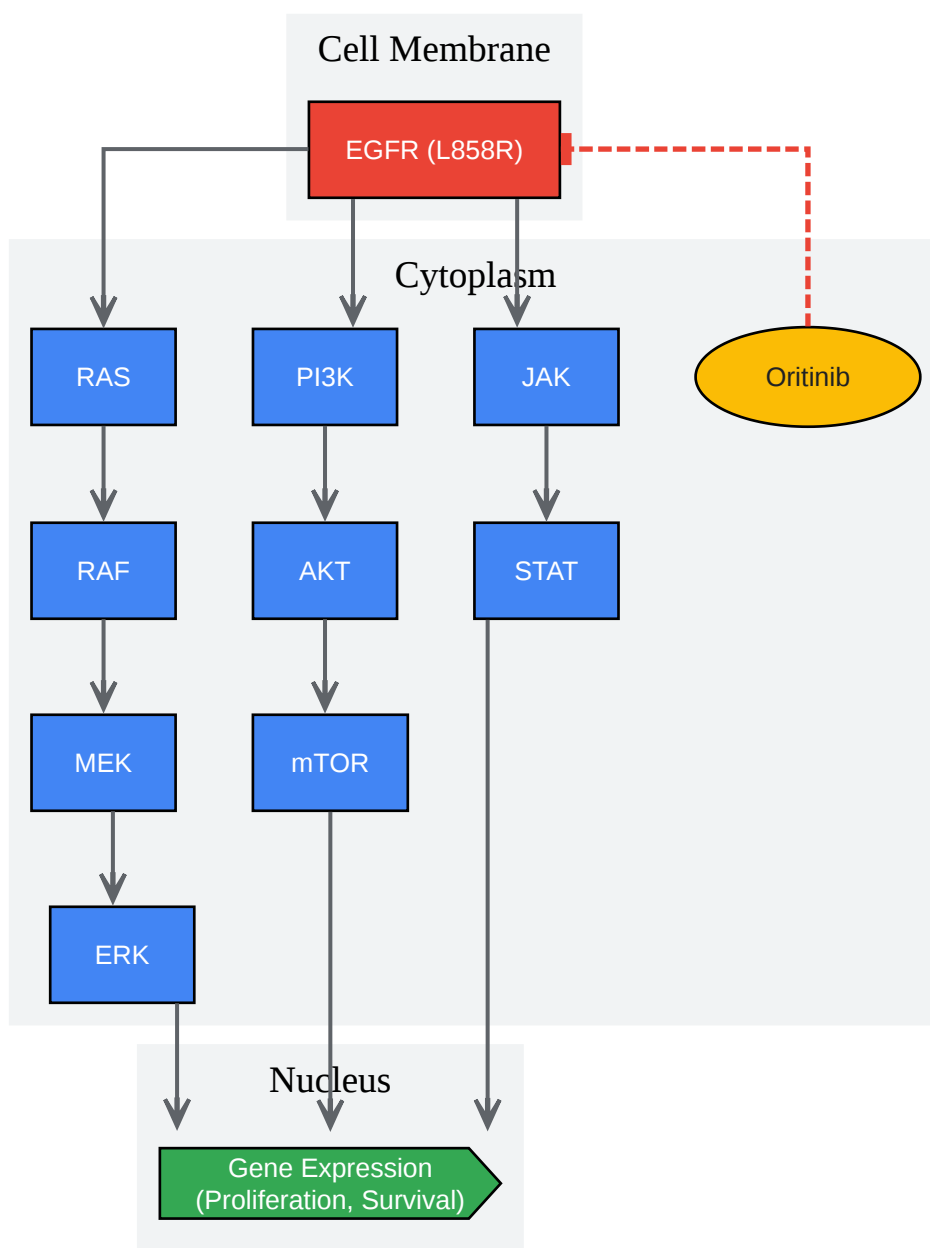 Cell Membrane
EGFR (L858R)
Cytoplasm
RAS
PI3K
JAK
Oritinib
RAF
AKT
STAT
MEK
mTOR
ERK
Nucleus
Gene Expression
(Proliferation, Survival)